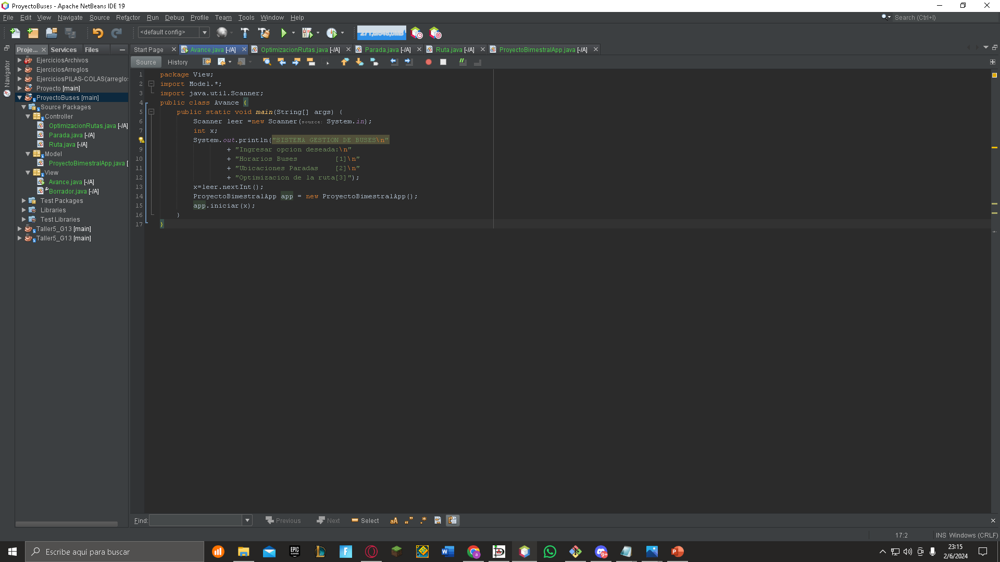 ProyectoBuses - Apache NetBeans IDE 19
File Edit View Navigate Source Refactor Run Debug Profile Team Tools Window Help
Search (Ctrl+I)
<default config>
Proje... Services Files
Start Page Avance.java [-/A] OptimizacionRutas.java [-/A] Parada.java [-/A] Ruta.java [-/A] ProyectoBimestralApp.java [-/A]
Source History
Navigator
EjerciciosArchivos
EjerciciosArreglos
EjerciciosPILAS-COLAS(arreglos
Proyecto [main]
ProyectoBuses [main]
Source Packages
Controller
OptimizacionRutas.java [-/A]
Parada.java [-/A]
Ruta.java [-/A]
Model
ProyectoBimestralApp.java [
View
Avance.java [-/A]
Borrador.java [-/A]
Test Packages
Libraries
Test Libraries
Taller5_G13 [main]
Taller5_G13 [main]
1 package View;
2 import Model.*;
3 import java.util.Scanner;
4 public class Avance {
5 public static void main(String[] args) {
6 Scanner leer =new Scanner(source: System.in);
7 int x;
System.out.println("SISTEMA GESTION DE BUSES\n"
9 + "Ingresar opcion deseada:\n"
10 + "Horarios Buses [1]\n"
11 + "Ubicaciones Paradas [2]\n"
12 + "Optimizacion de la ruta[3]");
13 x=leer.nextInt();
14 ProyectoBimestralApp app = new ProyectoBimestralApp();
15 app.iniciar(x);
16 }
17 }
Find: Previous Next Select aA
17:2 INS Windows (CRLF)
Escribe aquí para buscar
EPIC GAMES
9+
23:15
2/6/2024